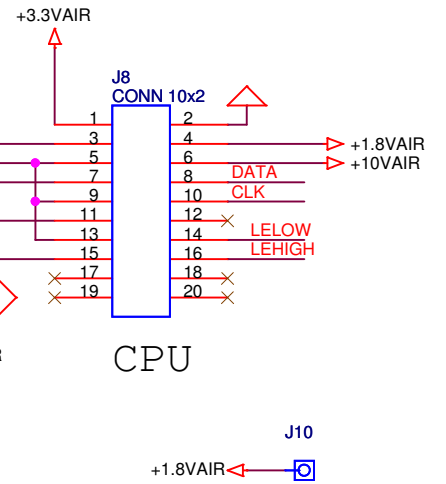 +3.3VAIR
J8
CONN 10x2
1 2
3 4 +1.8VAIR
5 6 +10VAIR
7 8 DATA
9 10 CLK
11 12
13 14 LELOW
15 16 LEHIGH
17 18
19 20
CPU
J10
+1.8VAIR